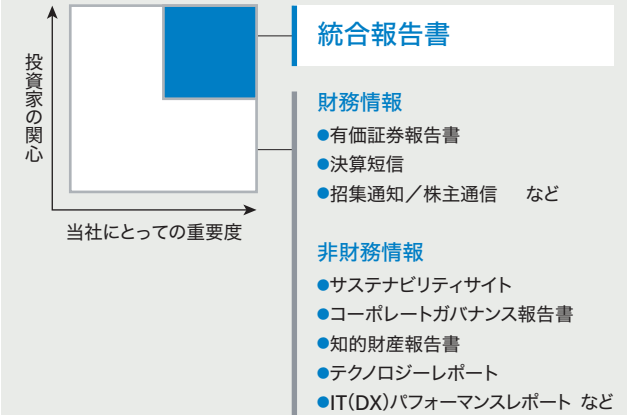 投資家の関心
当社にとっての重要度
統合報告書
財務情報
●有価証券報告書
●決算短信
●招集通知／株主通信　など
非財務情報
●サステナビリティサイト
●コーポレートガバナンス報告書
●知的財産報告書
●テクノロジーレポート
●IT(DX)パフォーマンスレポート など